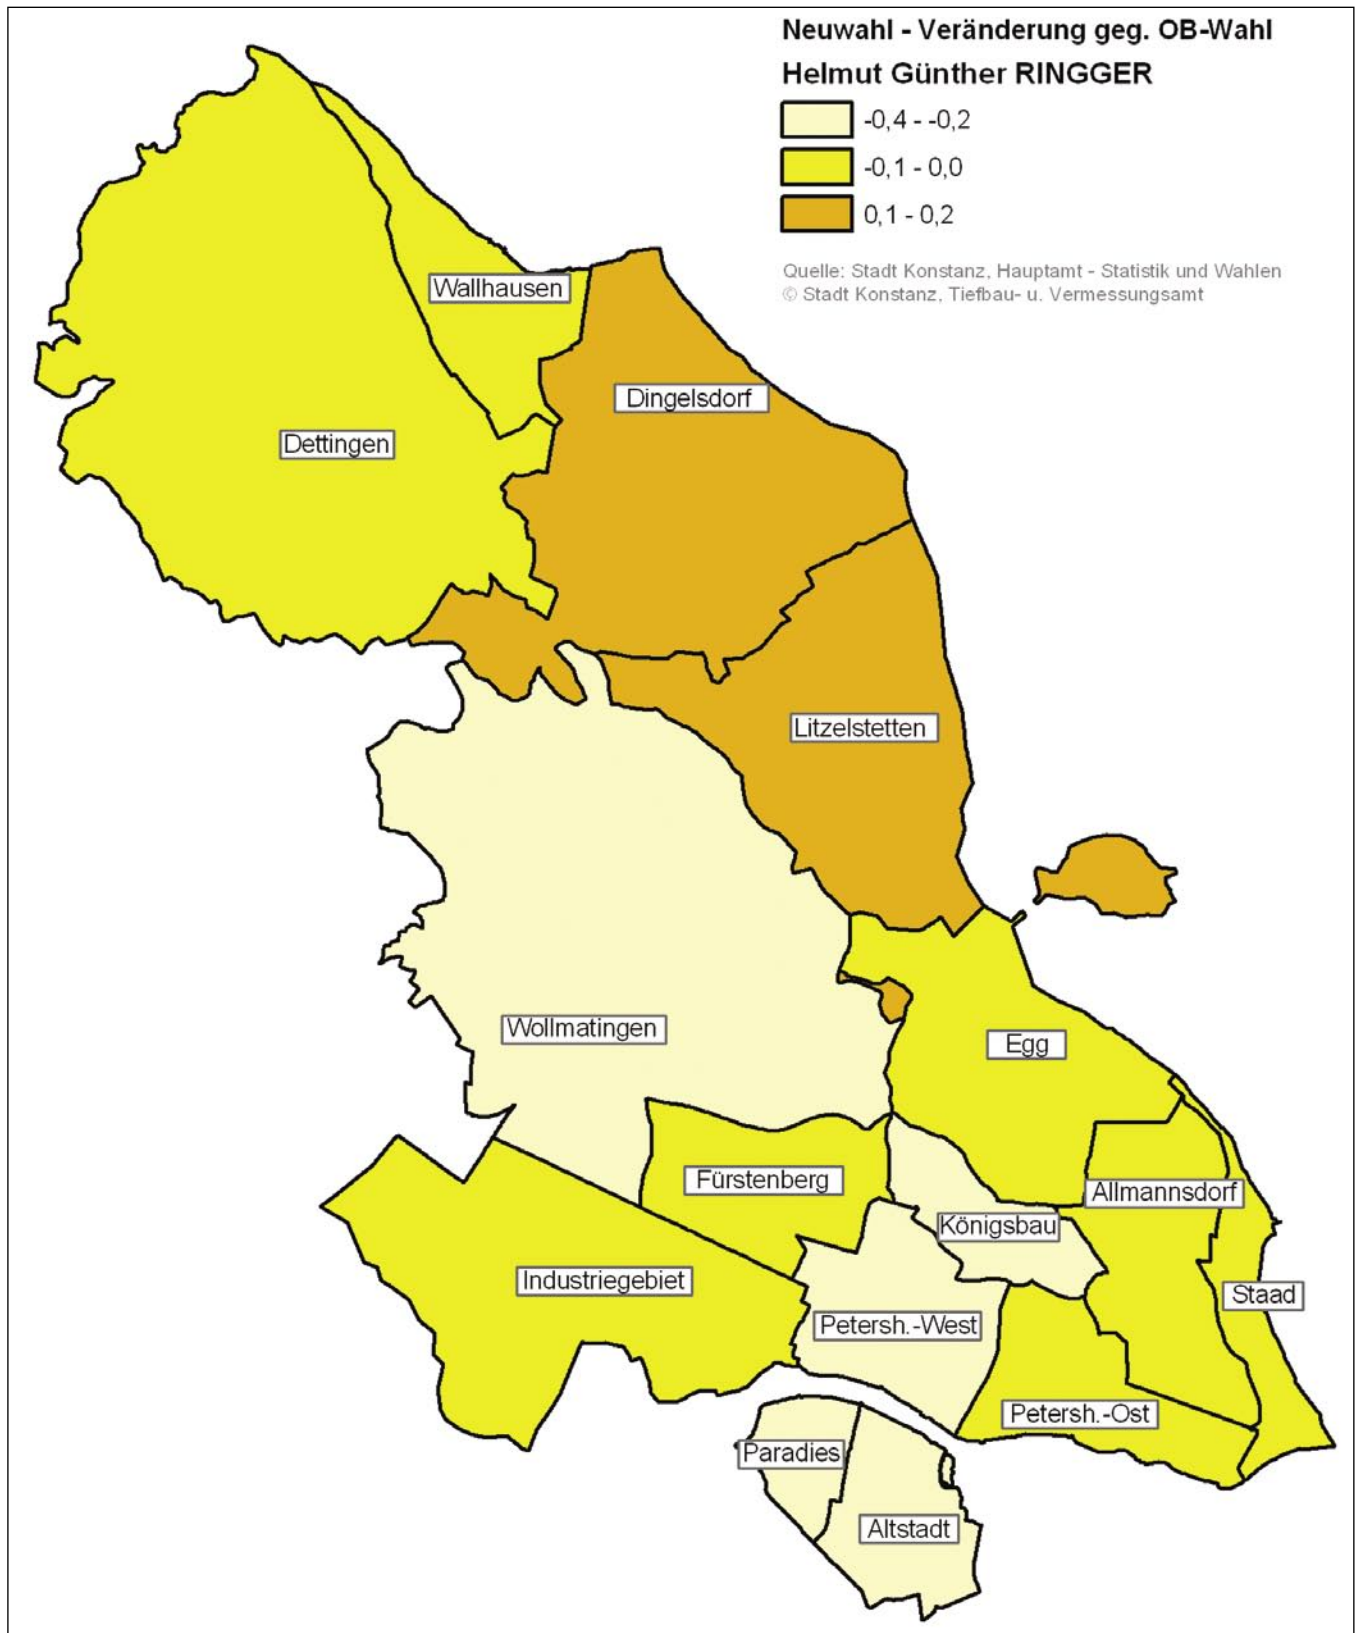 Neuwahl - Veränderung geg. OB-Wahl
Helmut Günther RINGGER
-0,4 - -0,2
-0,1 - 0,0
0,1 - 0,2
Quelle: Stadt Konstanz, Hauptamt - Statistik und Wahlen
© Stadt Konstanz, Tiefbau- u. Vermessungsamt
Wallhausen
Dingelsdorf
Dettingen
Litzelstetten
Wollmatingen
Egg
Fürstenberg
Allmannsdorf
Königsbau
Industriegebiet
Staad
Petersh.-West
Petersh.-Ost
Paradies
Altstadt